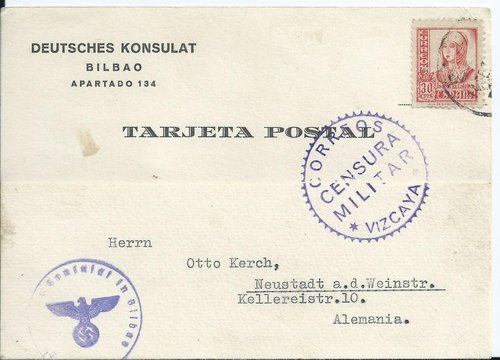 DEUTSCHES KONSULAT
BILBAO
APARTADO 134
CORREOS
30
ESPAÑA
TARJETA POSTAL
CORREOS
CENSURA
MILITAR
* VIZCAYA *
Herrn
Otto Kerch,
Neustadt a.d.Weinstr.
Kellereistr.10.
Alemania.
Konsulat in Bilbao